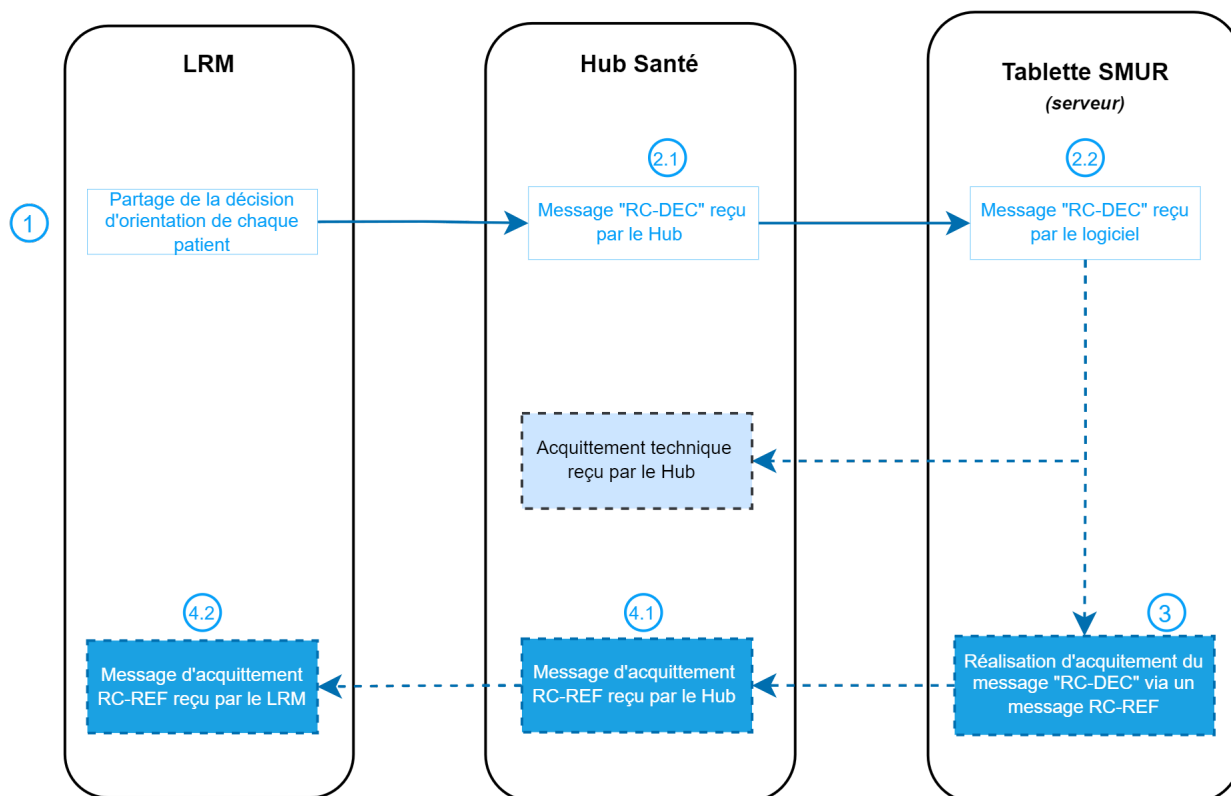 LRM
Hub Santé
Tablette SMUR
(serveur)
2.1
2.2
1
Partage de la décision
d'orientation de chaque
patient
Message "RC-DEC" reçu
par le Hub
Message "RC-DEC" reçu
par le logiciel
Acquittement technique
reçu par le Hub
4.2
4.1
3
Message d'acquittement
RC-REF reçu par le LRM
Message d'acquittement
RC-REF reçu par le Hub
Réalisation d'acquitement du
message "RC-DEC" via un
message RC-REF